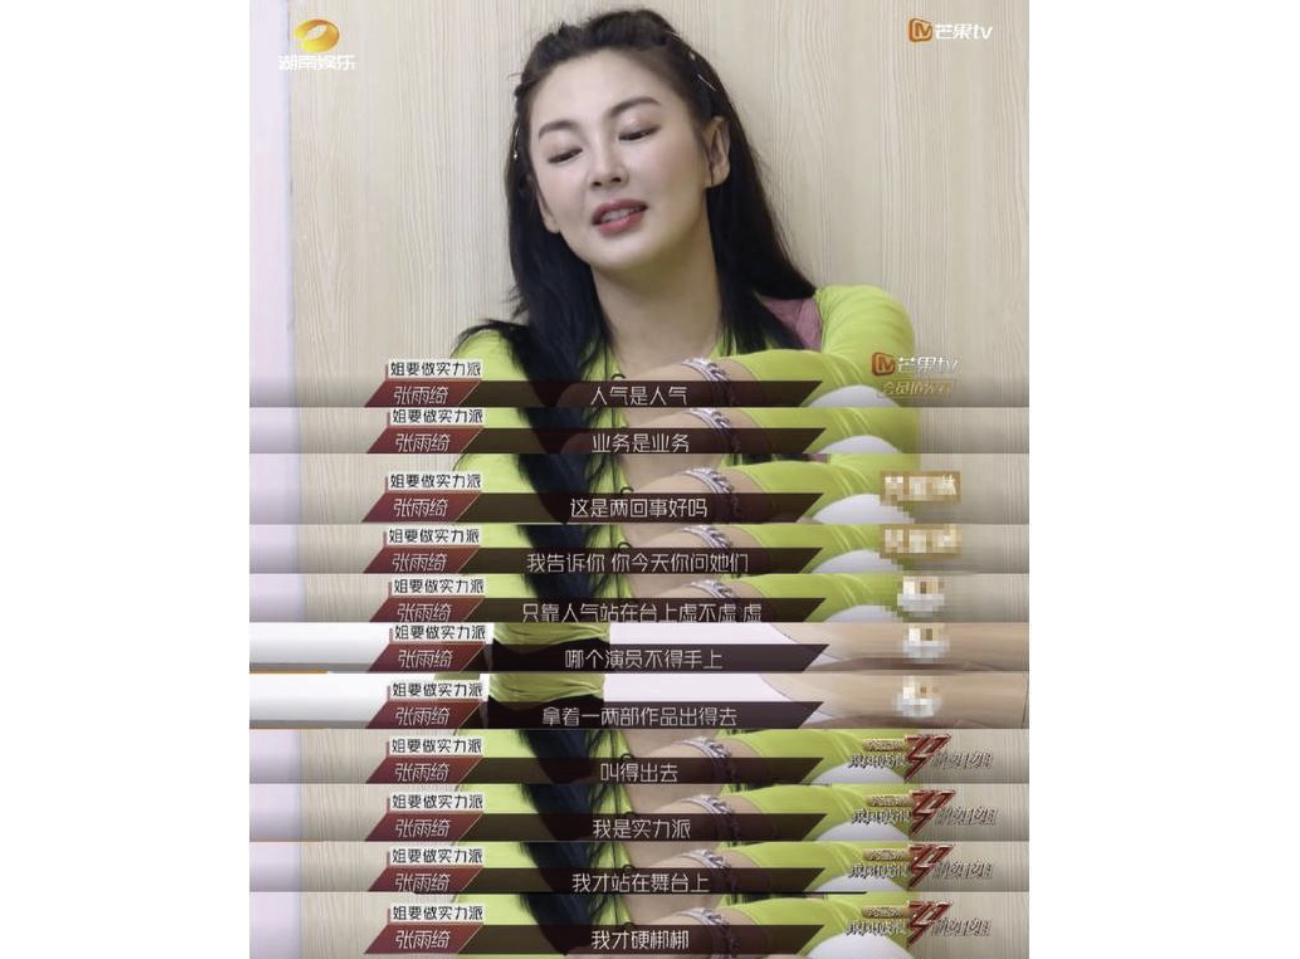 湖南娱乐
芒果tv
芒果tv
姐要做实力派
张雨绮
人气是人气
姐要做实力派
张雨绮
业务是业务
姐要做实力派
张雨绮
这是两回事好吗
姐要做实力派
张雨绮
我告诉你 你今天你问她们
姐要做实力派
张雨绮
只靠人气站在台上虚不虚 虚
姐要做实力派
张雨绮
哪个演员不得手上
姐要做实力派
张雨绮
拿着一两部作品出得去
姐要做实力派
张雨绮
叫得出去
姐要做实力派
张雨绮
我是实力派
姐要做实力派
张雨绮
我才站在舞台上
姐要做实力派
张雨绮
我才硬梆梆